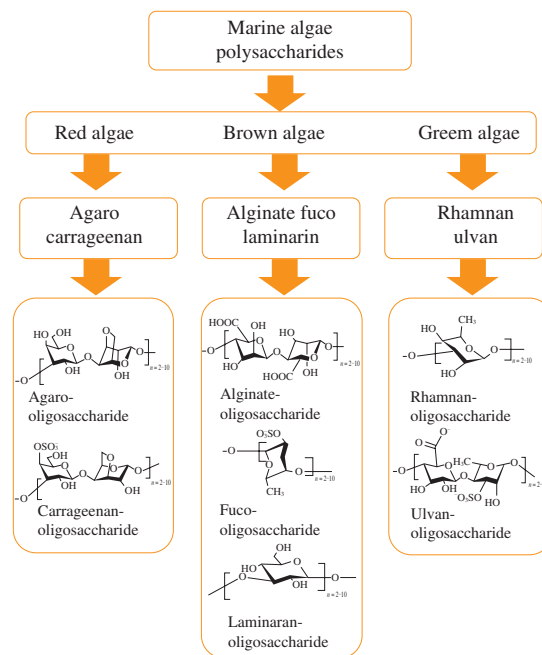 Marine algae
polysaccharides
Red algae
Brown algae
Greem algae
Agaro
carrageenan
Alginate fuco
laminarin
Rhamnan
ulvan
HO OH
O
O
OH
O
OH
O
n=2-10
-O
Agaro-
oligosaccharide
OSO₃⁻
OH
O
HO
O
OH
O
O
OH
O
n=2-10
-O
Carrageenan-
oligosaccharide
HOOC
OH
HO
O
-O
O
HO
OH
O
HOOC
OH
O
n=2-10
Alginate-
oligosaccharide
O₃SO
-O
O
CH₃
O
n=2-10
Fuco-
oligosaccharide
OH
HO
O
O
OH
O
n=2-10
Laminaran-
oligosaccharide
CH₃
HO
O
-O
HO
O
n=2-10
Rhamnan-
oligosaccharide
O
O⁻
-O
O
HO
OH
H₃C
O
O
O₃SO
OH
O
n=2-10
Ulvan-
oligosaccharide